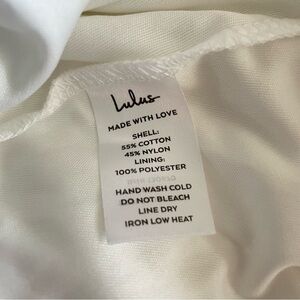 Lulus
MADE WITH LOVE
SHELL:
55% COTTON
45% NYLON
LINING:
100% POLYESTER
HAND WASH COLD
DO NOT BLEACH
LINE DRY
IRON LOW HEAT